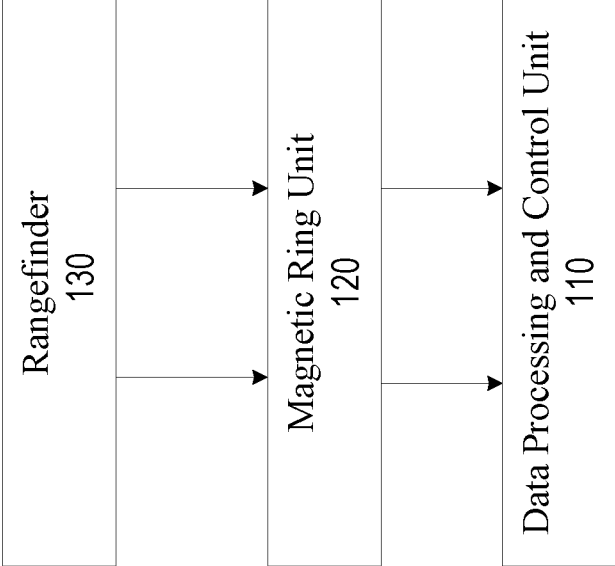 Rangefinder
130
Magnetic Ring Unit
120
Data Processing and Control Unit
110